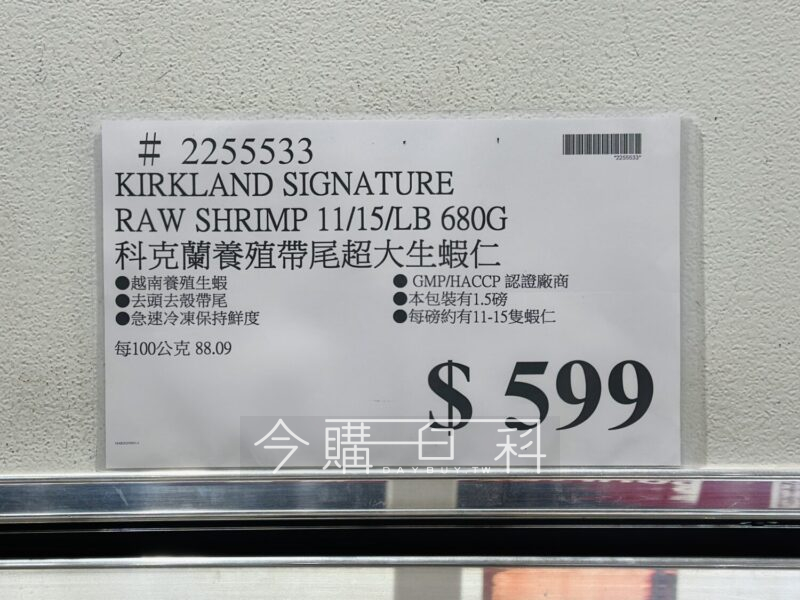 # 2255533
*2255533*
KIRKLAND SIGNATURE
RAW SHRIMP 11/15/LB 680G
科克蘭養殖帶尾超大生蝦仁
●越南養殖生蝦
●去頭去殼帶尾
●急速冷凍保持鮮度
● GMP/HACCP 認證廠商
●本包裝有1.5磅
●每磅約有11-15隻蝦仁
每100公克 88.09
$ 599
今購百科
DAYBUY.TW